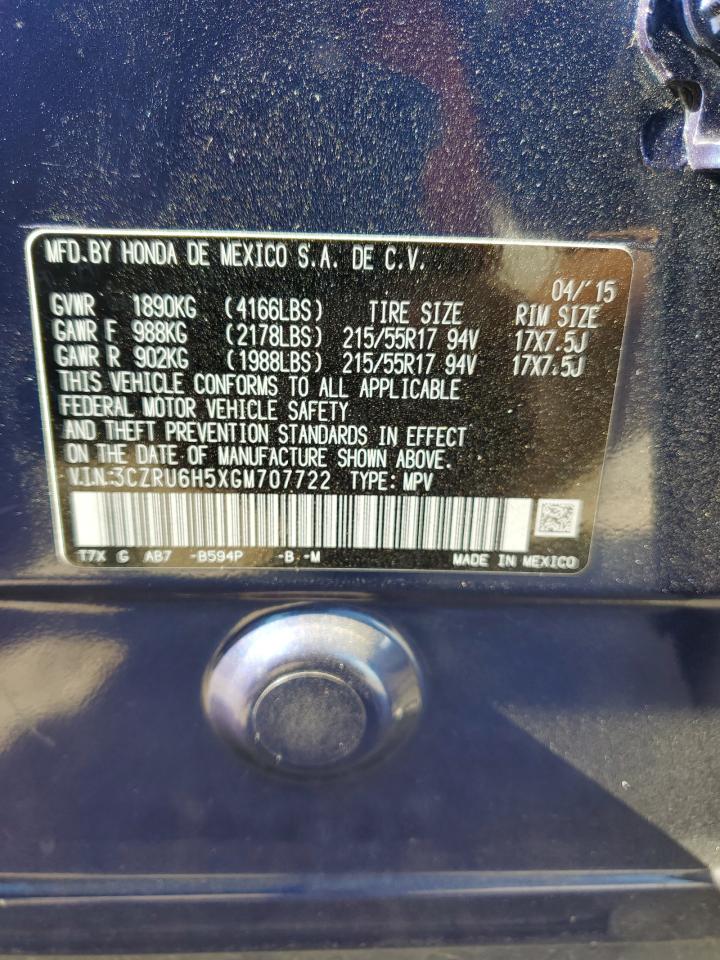 MFD.BY HONDA DE MEXICO S.A. DE C.V.
04/'15
GVWR 1890KG (4166LBS) TIRE SIZE RIM SIZE
GAWR F 988KG (2178LBS) 215/55R17 94V 17X7.5J
GAWR R 902KG (1988LBS) 215/55R17 94V 17X7.5J
THIS VEHICLE CONFORMS TO ALL APPLICABLE
FEDERAL MOTOR VEHICLE SAFETY
AND THEFT PREVENTION STANDARDS IN EFFECT
ON THE DATE OF MANUFACTURE SHOWN ABOVE.
V.I.N.:3CZRU6H5XGM707722 TYPE: MPV
T7X G AB7 -B594P -B -M MADE IN MEXICO